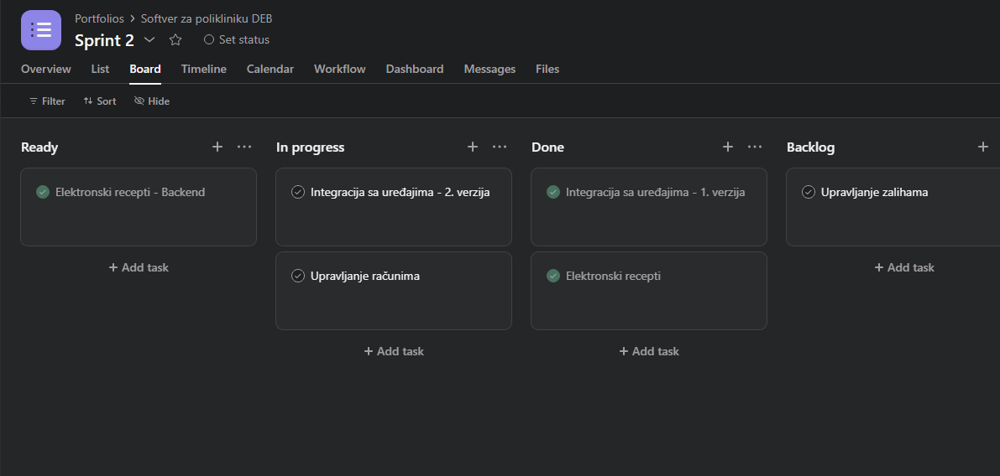 Portfolios > Softver za polikliniku DEB
Sprint 2 Set status
Overview List Board Timeline Calendar Workflow Dashboard Messages Files
Filter Sort Hide
Ready
Elektronski recepti - Backend
+ Add task
In progress
Integracija sa uređajima - 2. verzija
Upravljanje računima
+ Add task
Done
Integracija sa uređajima - 1. verzija
Elektronski recepti
+ Add task
Backlog
Upravljanje zalihama
+ Add task